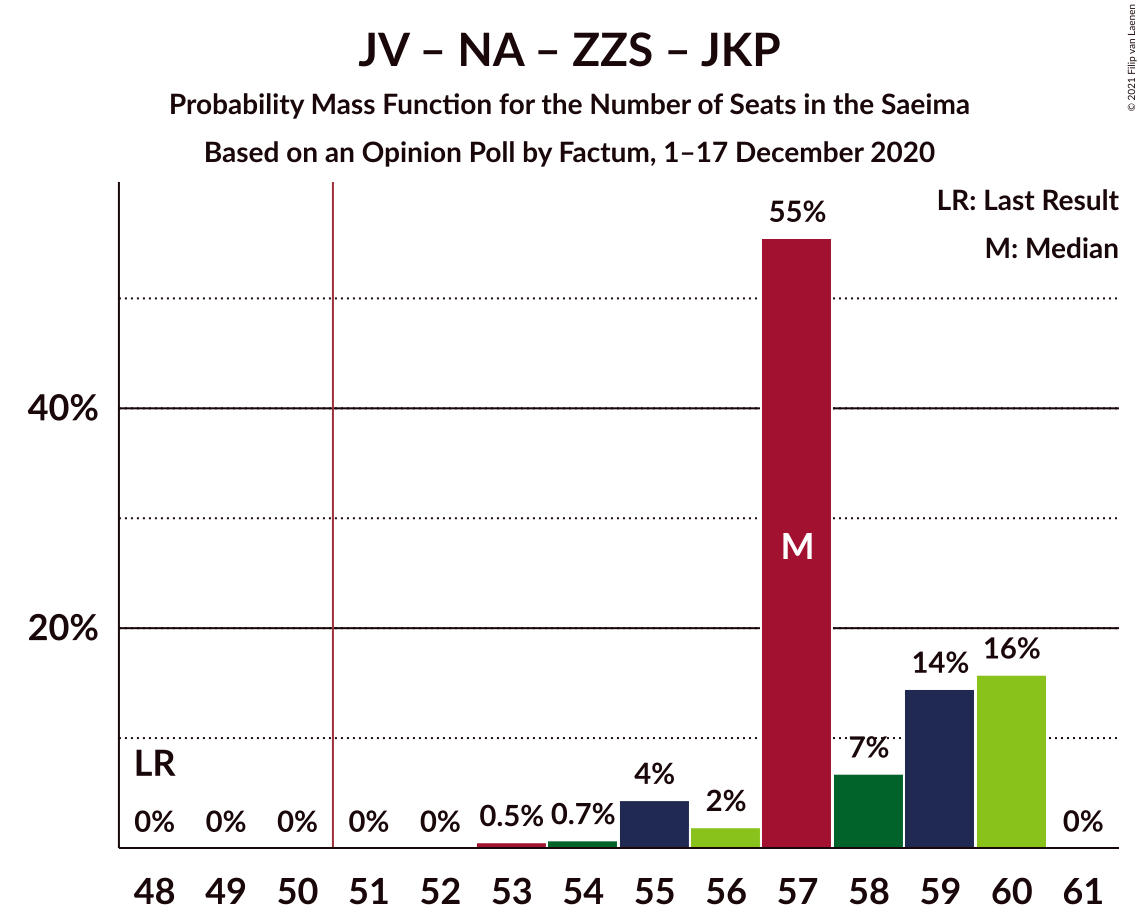 JV – NA – ZZS – JKP
Probability Mass Function for the Number of Seats in the Saeima
Based on an Opinion Poll by Factum, 1–17 December 2020
© 2021 Filip van Laenen
LR: Last Result
M: Median
55%
40%
M
20%
16%
14%
LR
7%
4%
2%
0% 0% 0% 0% 0% 0.5% 0.7% 0%
48 49 50 51 52 53 54 55 56 57 58 59 60 61